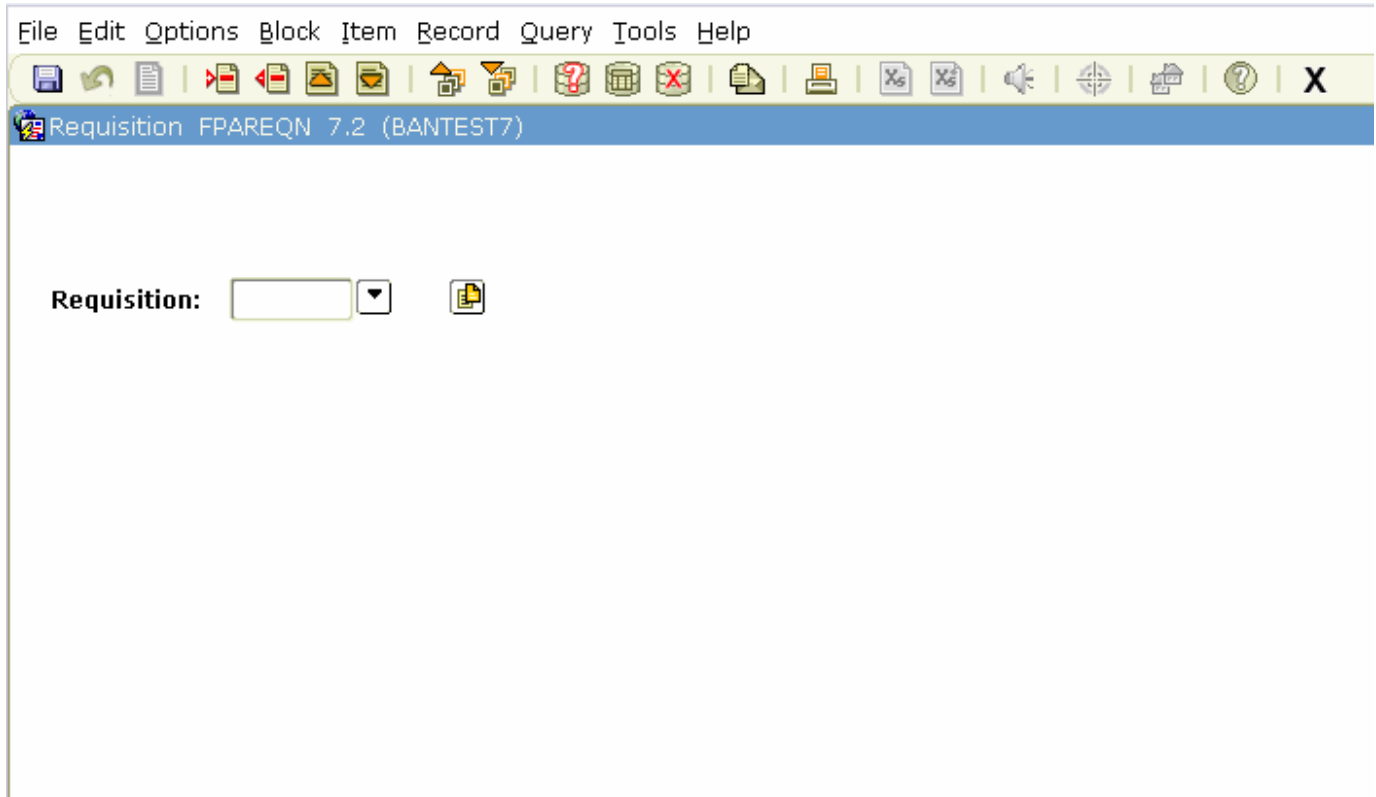 File Edit Options Block Item Record Query Tools Help
Requisition FPAREQN 7.2 (BANTEST7)
Requisition: